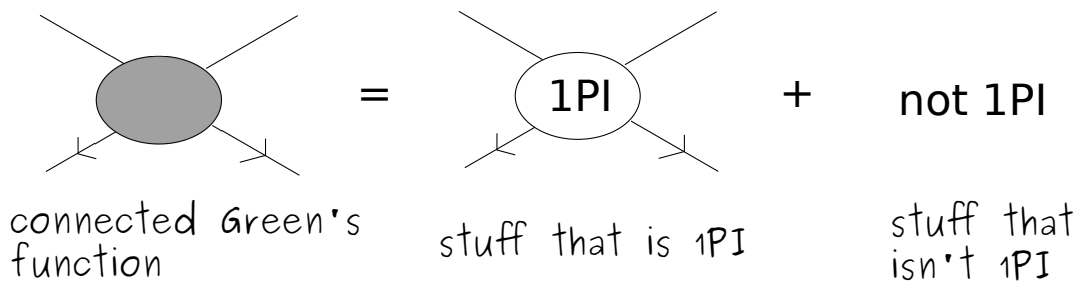 = 1PI + not 1PI
connected Green's
function
stuff that is 1PI
stuff that
isn't 1PI